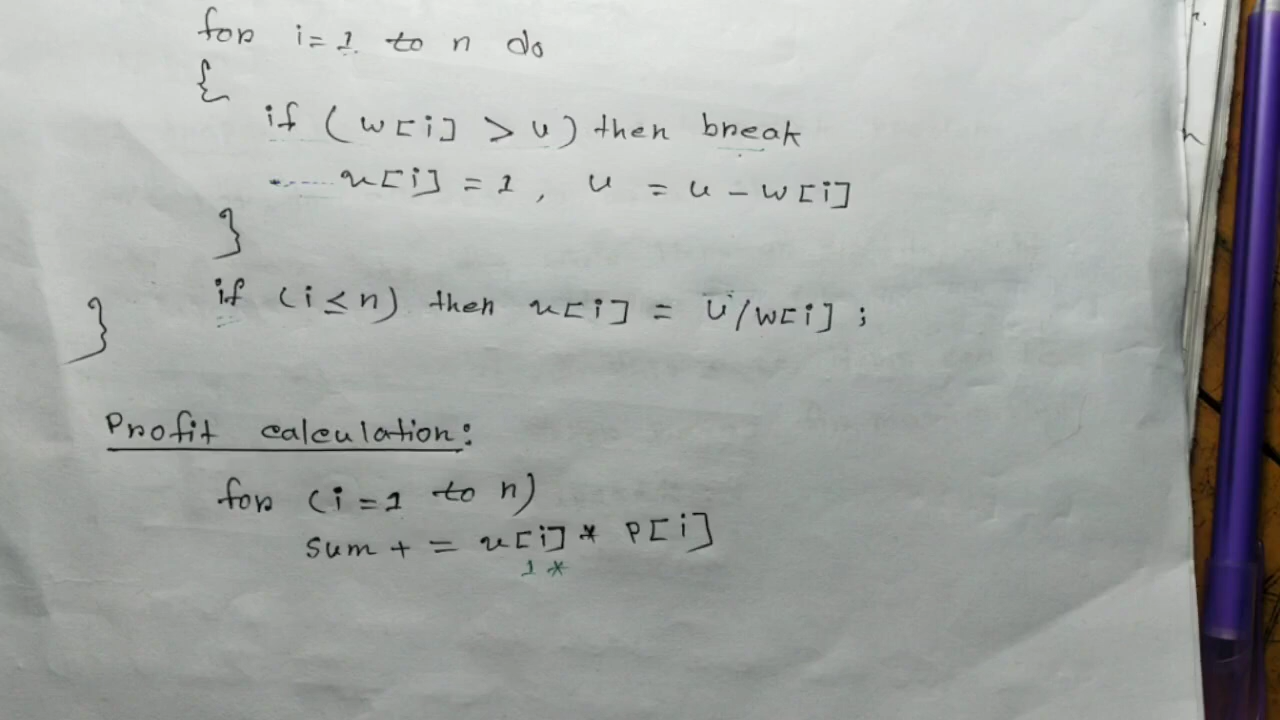 for i=1 to n do
{
if (w[i] > u) then break
x[i] = 1, u = u - w[i]
}
if (i≤n) then x[i] = u/w[i] ;
}
Profit calculation:
for (i=1 to n)
sum + = x[i] * P[i]
1 *